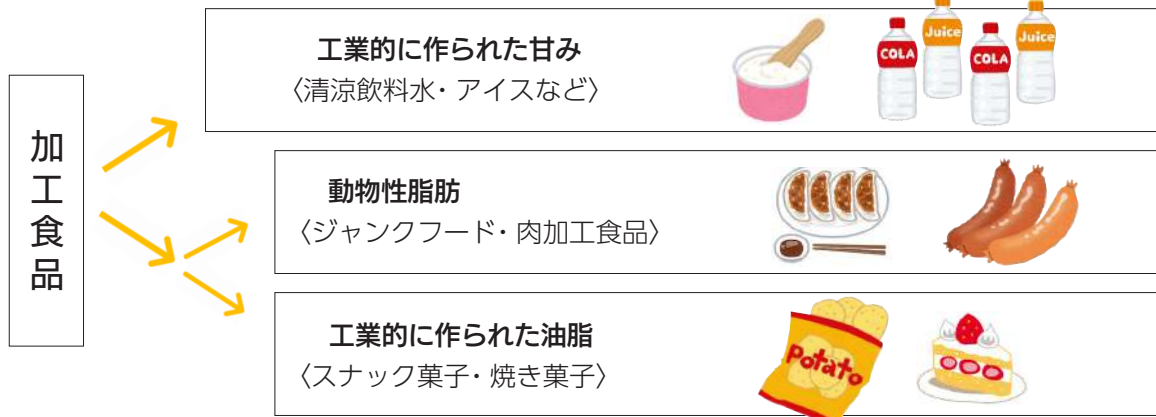 加工食品
工業的に作られた甘み
〈清涼飲料水・アイスなど〉
COLA
Juice
COLA
Juice
動物性脂肪
〈ジャンクフード・肉加工食品〉
工業的に作られた油脂
〈スナック菓子・焼き菓子〉
Potato